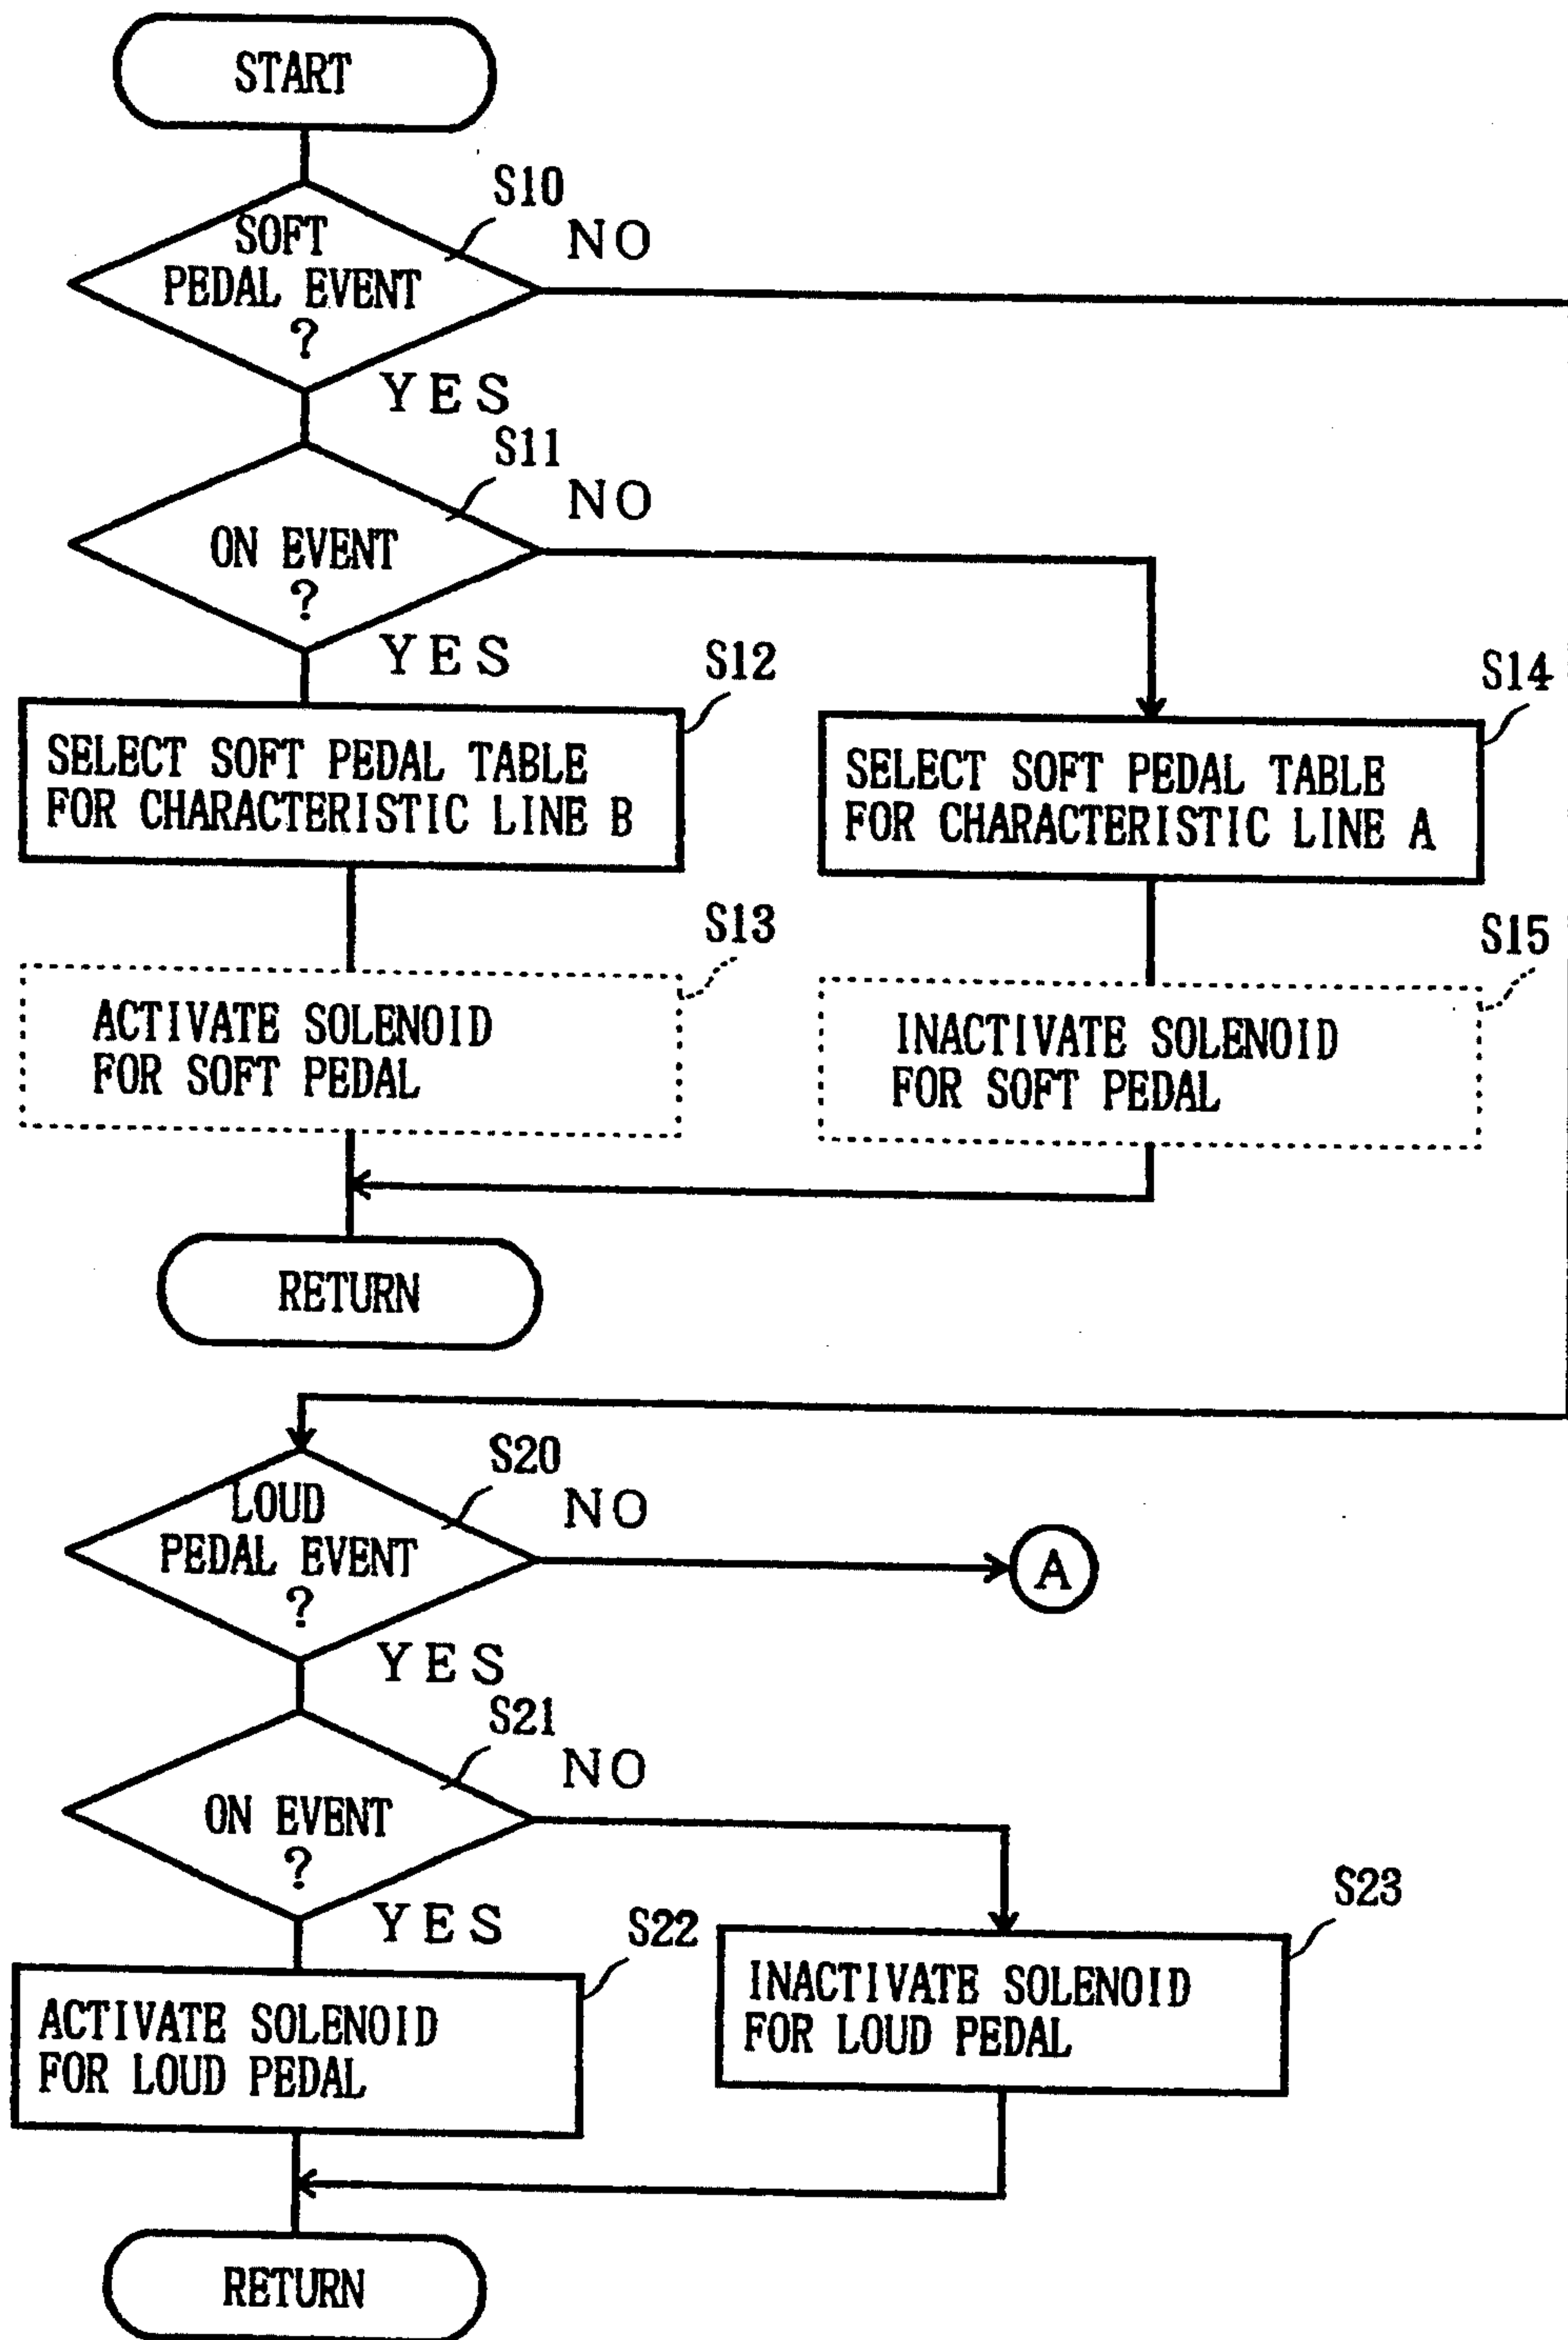 START
S10
SOFT
PEDAL EVENT
?
NO
YES
S11
ON EVENT
?
NO
YES
S12
SELECT SOFT PEDAL TABLE
FOR CHARACTERISTIC LINE B
S14
SELECT SOFT PEDAL TABLE
FOR CHARACTERISTIC LINE A
S13
ACTIVATE SOLENOID
FOR SOFT PEDAL
S15
INACTIVATE SOLENOID
FOR SOFT PEDAL
RETURN
S20
LOUD
PEDAL EVENT
?
NO
A
YES
S21
ON EVENT
?
NO
YES
S22
ACTIVATE SOLENOID
FOR LOUD PEDAL
S23
INACTIVATE SOLENOID
FOR LOUD PEDAL
RETURN